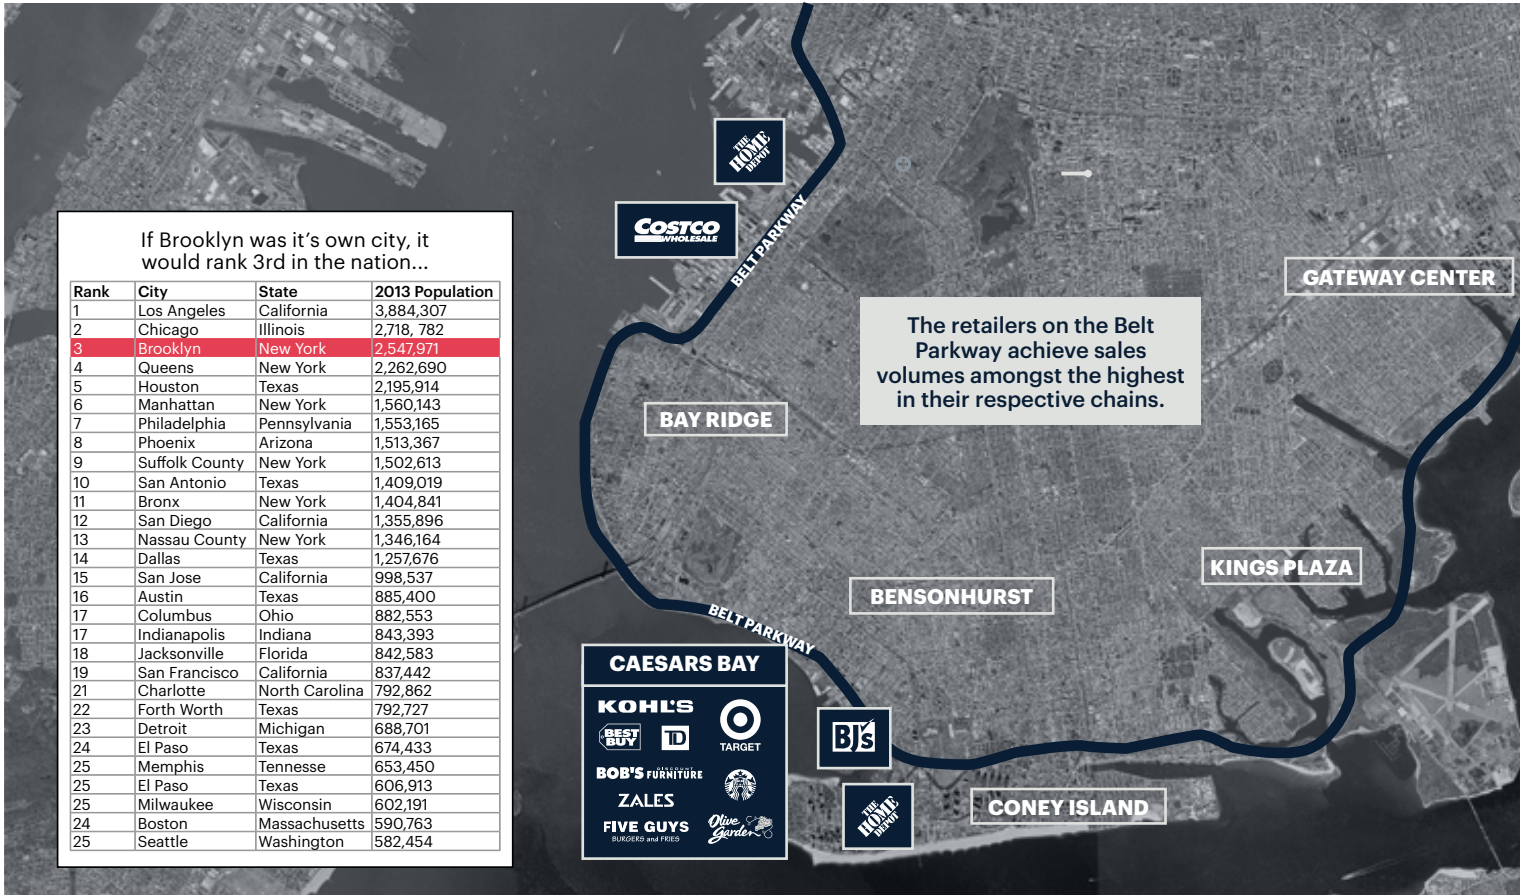 If Brooklyn was it's own city, it
would rank 3rd in the nation...
Rank City State 2013 Population
1 Los Angeles California 3,884,307
2 Chicago Illinois 2,718, 782
3 Brooklyn New York 2,547,971
4 Queens New York 2,262,690
5 Houston Texas 2,195,914
6 Manhattan New York 1,560,143
7 Philadelphia Pennsylvania 1,553,165
8 Phoenix Arizona 1,513,367
9 Suffolk County New York 1,502,613
10 San Antonio Texas 1,409,019
11 Bronx New York 1,404,841
12 San Diego California 1,355,896
13 Nassau County New York 1,346,164
14 Dallas Texas 1,257,676
15 San Jose California 998,537
16 Austin Texas 885,400
17 Columbus Ohio 882,553
17 Indianapolis Indiana 843,393
18 Jacksonville Florida 842,583
19 San Francisco California 837,442
21 Charlotte North Carolina 792,862
22 Forth Worth Texas 792,727
23 Detroit Michigan 688,701
24 El Paso Texas 674,433
25 Memphis Tennesse 653,450
25 El Paso Texas 606,913
25 Milwaukee Wisconsin 602,191
24 Boston Massachusetts 590,763
25 Seattle Washington 582,454
THE
HOME
DEPOT
COSTCO
WHOLESALE
BELT PARKWAY
GATEWAY CENTER
The retailers on the Belt
Parkway achieve sales
volumes amongst the highest
in their respective chains.
BAY RIDGE
KINGS PLAZA
BENSONHURST
BELT PARKWAY
CAESARS BAY
KOHL'S
BEST
BUY
TD
TARGET
BOB'S DISCOUNT
FURNITURE
ZALES
FIVE GUYS
BURGERS and FRIES
Olive
Garden
BJ's
THE
HOME
DEPOT
CONEY ISLAND